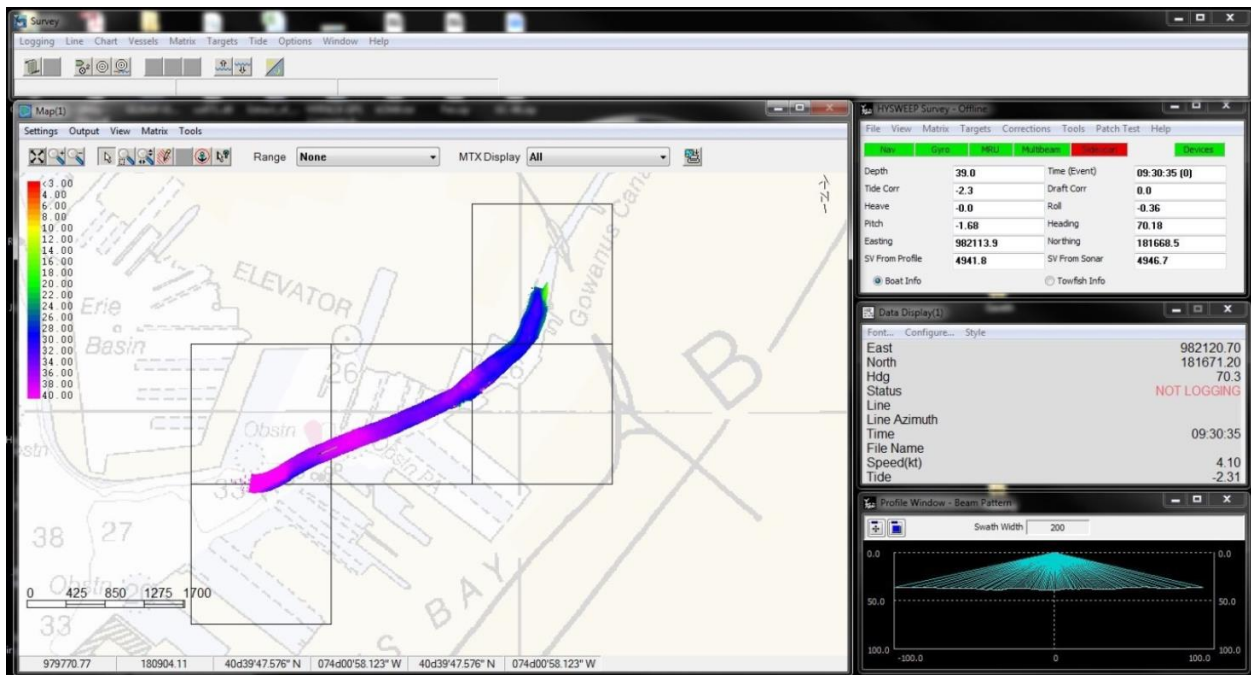 Survey
Logging Line Chart Vessels Matrix Targets Tide Options Window Help
Map(1)
Settings Output View Matrix Tools
Range None MTX Display All
<3.00
4.00
6.00
8.00
10.00
12.00
14.00
16.00
18.00
20.00
22.00
24.00
26.00
28.00
30.00
32.00
34.00
36.00
38.00
40.00
N
Gowanus Canal
ELEVATOR
Erie
Basin
26
26
Obstn
Obstn PA
Obstn
33
38 27
Obstn
33
B
BAY
0 425 850 1275 1700
979770.77 180904.11 40d39'47.576" N 074d00'58.123" W 40d39'47.576" N 074d00'58.123" W
HYSWEEP Survey - Offline
File View Matrix Targets Corrections Tools Patch Test Help
Nav Gyro MRU Multibeam Sidescan Devices
Depth 39.0 Time (Event) 09:30:35 (0)
Tide Corr -2.3 Draft Corr 0.0
Heave -0.0 Roll -0.36
Pitch -1.68 Heading 70.18
Easting 982113.9 Northing 181668.5
SV From Profile 4941.8 SV From Sonar 4946.7
Boat Info Towfish Info
Data Display(1)
Font... Configure... Style
East 982120.70
North 181671.20
Hdg 70.3
Status NOT LOGGING
Line
Line Azimuth
Time 09:30:35
File Name
Speed(kt) 4.10
Tide -2.31
Profile Window - Beam Pattern
Swath Width 200
0.0 0.0
50.0 50.0
100.0 100.0
-100.0 0 100.0